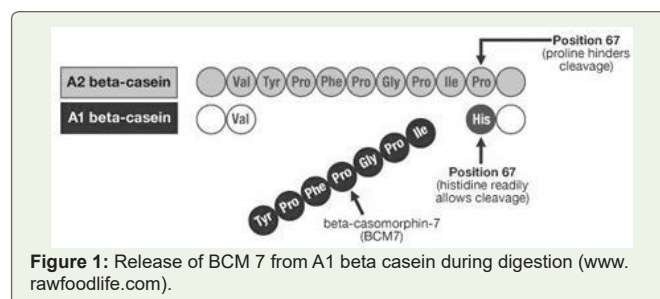 Position 67
(proline hinders
cleavage)
A2 beta-casein
Val Tyr Pro Phe Pro Gly Pro Ile Pro
A1 beta-casein
Val
His
Tyr Pro Phe Pro Gly Pro Ile
Position 67
(histidine readily
allows cleavage)
beta-casomorphin-7
(BCM7)
Figure 1: Release of BCM 7 from A1 beta casein during digestion (www.
rawfoodlife.com).